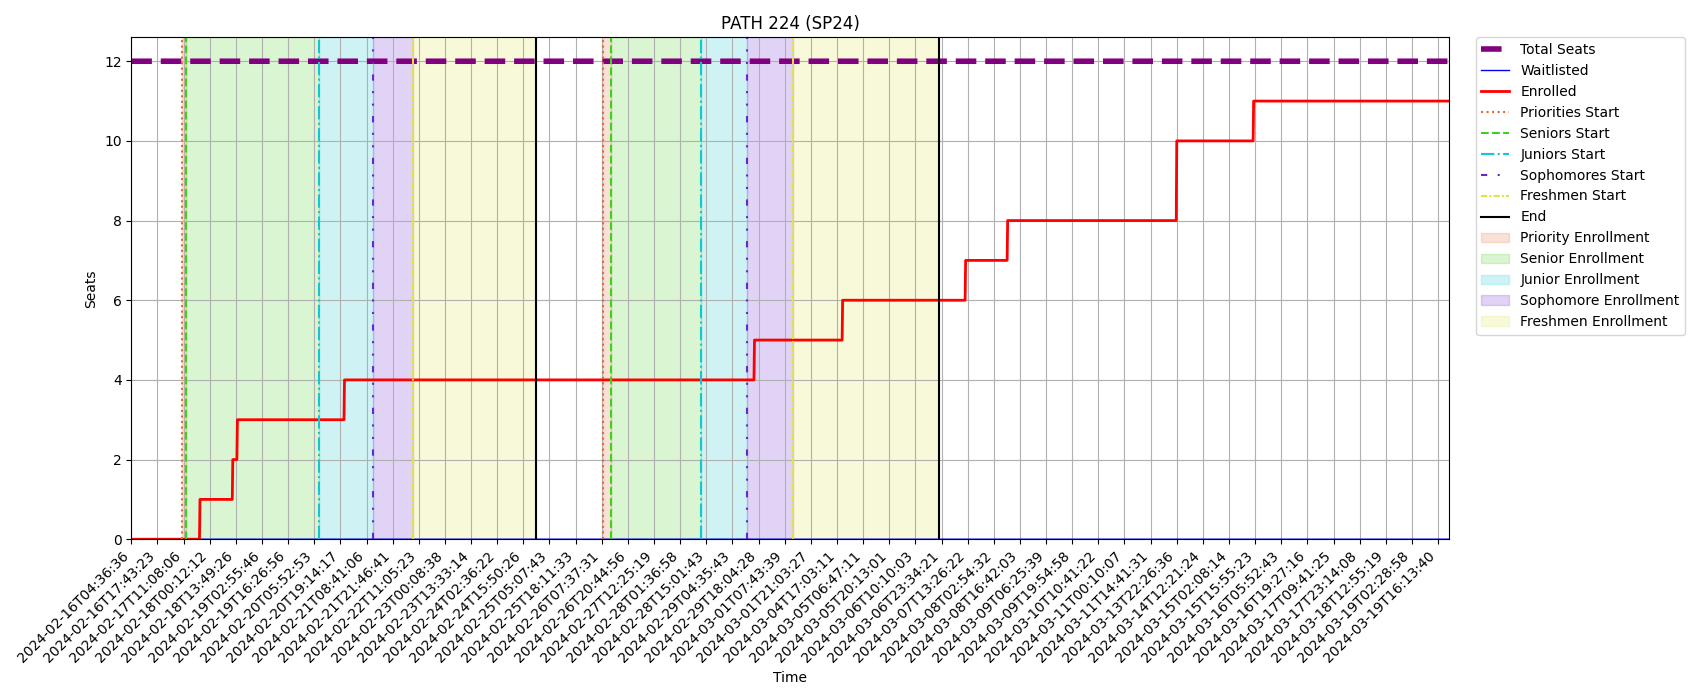 PATH 224 (SP24)
Total Seats
Waitlisted
Enrolled
Priorities Start
Seniors Start
Juniors Start
Sophomores Start
Freshmen Start
End
Priority Enrollment
Senior Enrollment
Junior Enrollment
Sophomore Enrollment
Freshmen Enrollment
Seats
12
10
8
6
4
2
0
2024-02-16T04:36:36
2024-02-16T17:43:23
2024-02-17T11:08:06
2024-02-18T00:12:12
2024-02-18T13:49:26
2024-02-19T02:55:46
2024-02-19T16:26:56
2024-02-20T05:52:53
2024-02-20T19:14:17
2024-02-21T08:41:06
2024-02-21T21:46:41
2024-02-22T11:05:23
2024-02-23T00:08:38
2024-02-23T13:33:14
2024-02-24T02:36:22
2024-02-24T15:50:26
2024-02-25T05:07:43
2024-02-25T18:11:33
2024-02-26T07:37:31
2024-02-26T20:44:56
2024-02-27T12:25:19
2024-02-28T01:36:58
2024-02-28T15:01:43
2024-02-29T04:35:43
2024-02-29T18:04:28
2024-03-01T07:43:39
2024-03-01T21:03:27
2024-03-04T17:03:11
2024-03-05T06:47:11
2024-03-05T20:13:01
2024-03-06T10:10:03
2024-03-06T23:34:21
2024-03-07T13:26:22
2024-03-08T02:54:32
2024-03-08T16:42:03
2024-03-09T06:25:39
2024-03-09T19:54:58
2024-03-10T10:41:22
2024-03-11T00:10:07
2024-03-11T14:41:31
2024-03-13T22:26:36
2024-03-14T12:21:24
2024-03-15T02:08:14
2024-03-15T15:55:23
2024-03-16T05:52:43
2024-03-16T19:27:16
2024-03-17T09:41:25
2024-03-17T23:14:08
2024-03-18T12:55:19
2024-03-19T02:28:58
2024-03-19T16:13:40
Time